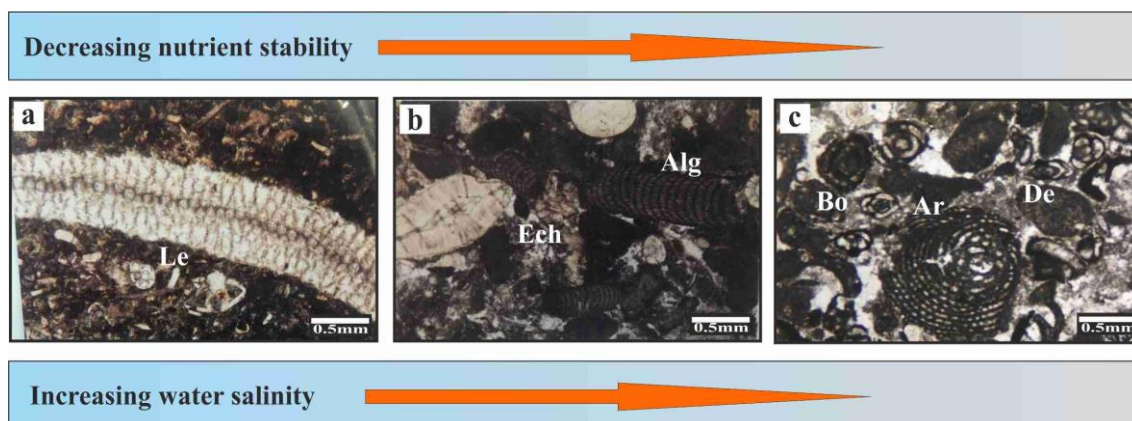 Decreasing nutrient stability
a
b
c
Alg
Bo
Ar
De
Ech
Le
0.5mm
0.5mm
0.5mm
Increasing water salinity